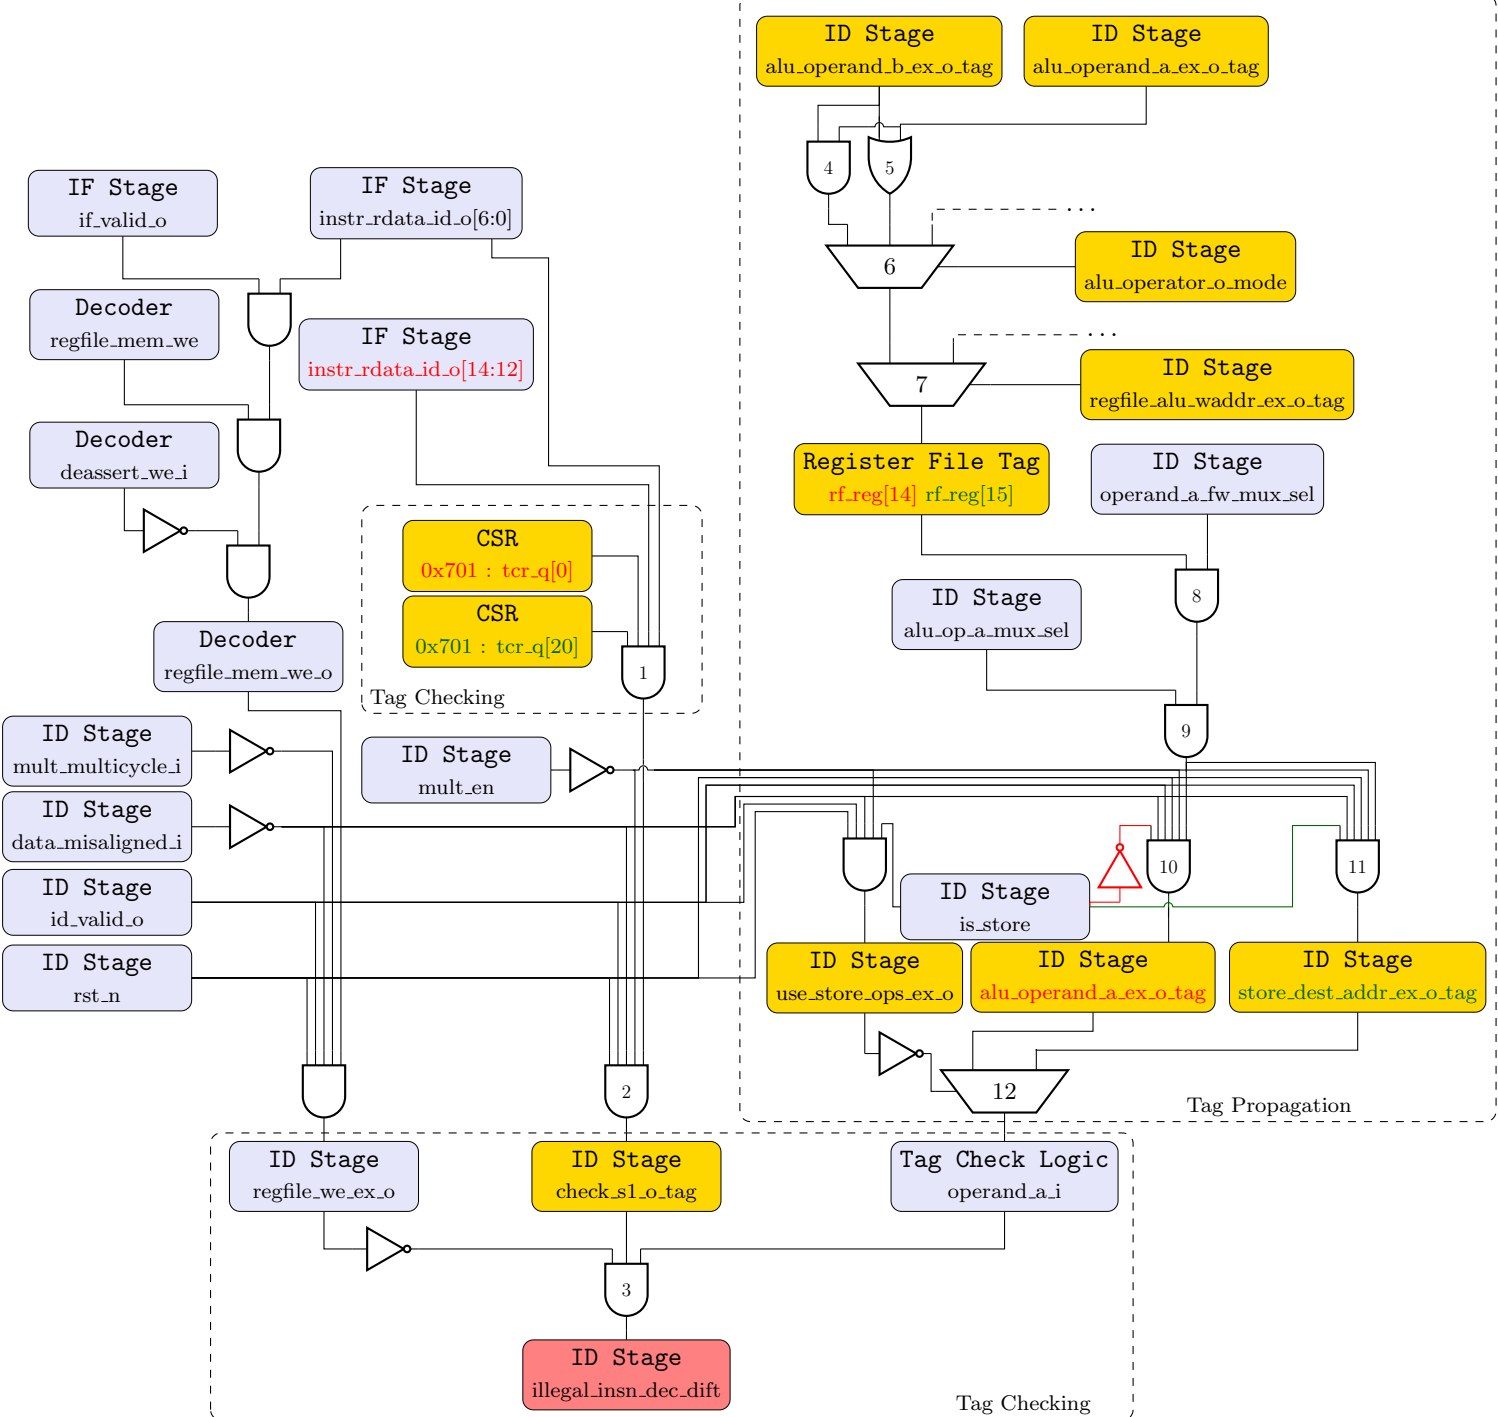 ID Stage
alu_operand_b_ex_o_tag
ID Stage
alu_operand_a_ex_o_tag
4
5
IF Stage
if_valid_o
IF Stage
instr_rdata_id_o[6:0]
...
6
ID Stage
alu_operator_o_mode
Decoder
regfile_mem_we
IF Stage
instr_rdata_id_o[14:12]
...
7
ID Stage
regfile_alu_waddr_ex_o_tag
Decoder
deassert_we_i
Register File Tag
rf_reg[14] rf_reg[15]
ID Stage
operand_a_fw_mux_sel
CSR
0x701 : tcr_q[0]
CSR
0x701 : tcr_q[20]
1
Tag Checking
ID Stage
alu_op_a_mux_sel
8
Decoder
regfile_mem_we_o
9
ID Stage
mult_multicycle_i
ID Stage
mult_en
ID Stage
data_misaligned_i
10
11
ID Stage
id_valid_o
ID Stage
is_store
ID Stage
rst_n
ID Stage
use_store_ops_ex_o
ID Stage
alu_operand_a_ex_o_tag
ID Stage
store_dest_addr_ex_o_tag
2
12
Tag Propagation
ID Stage
regfile_we_ex_o
ID Stage
check_s1_o_tag
Tag Check Logic
operand_a_i
3
ID Stage
illegal_insn_dec_dift
Tag Checking